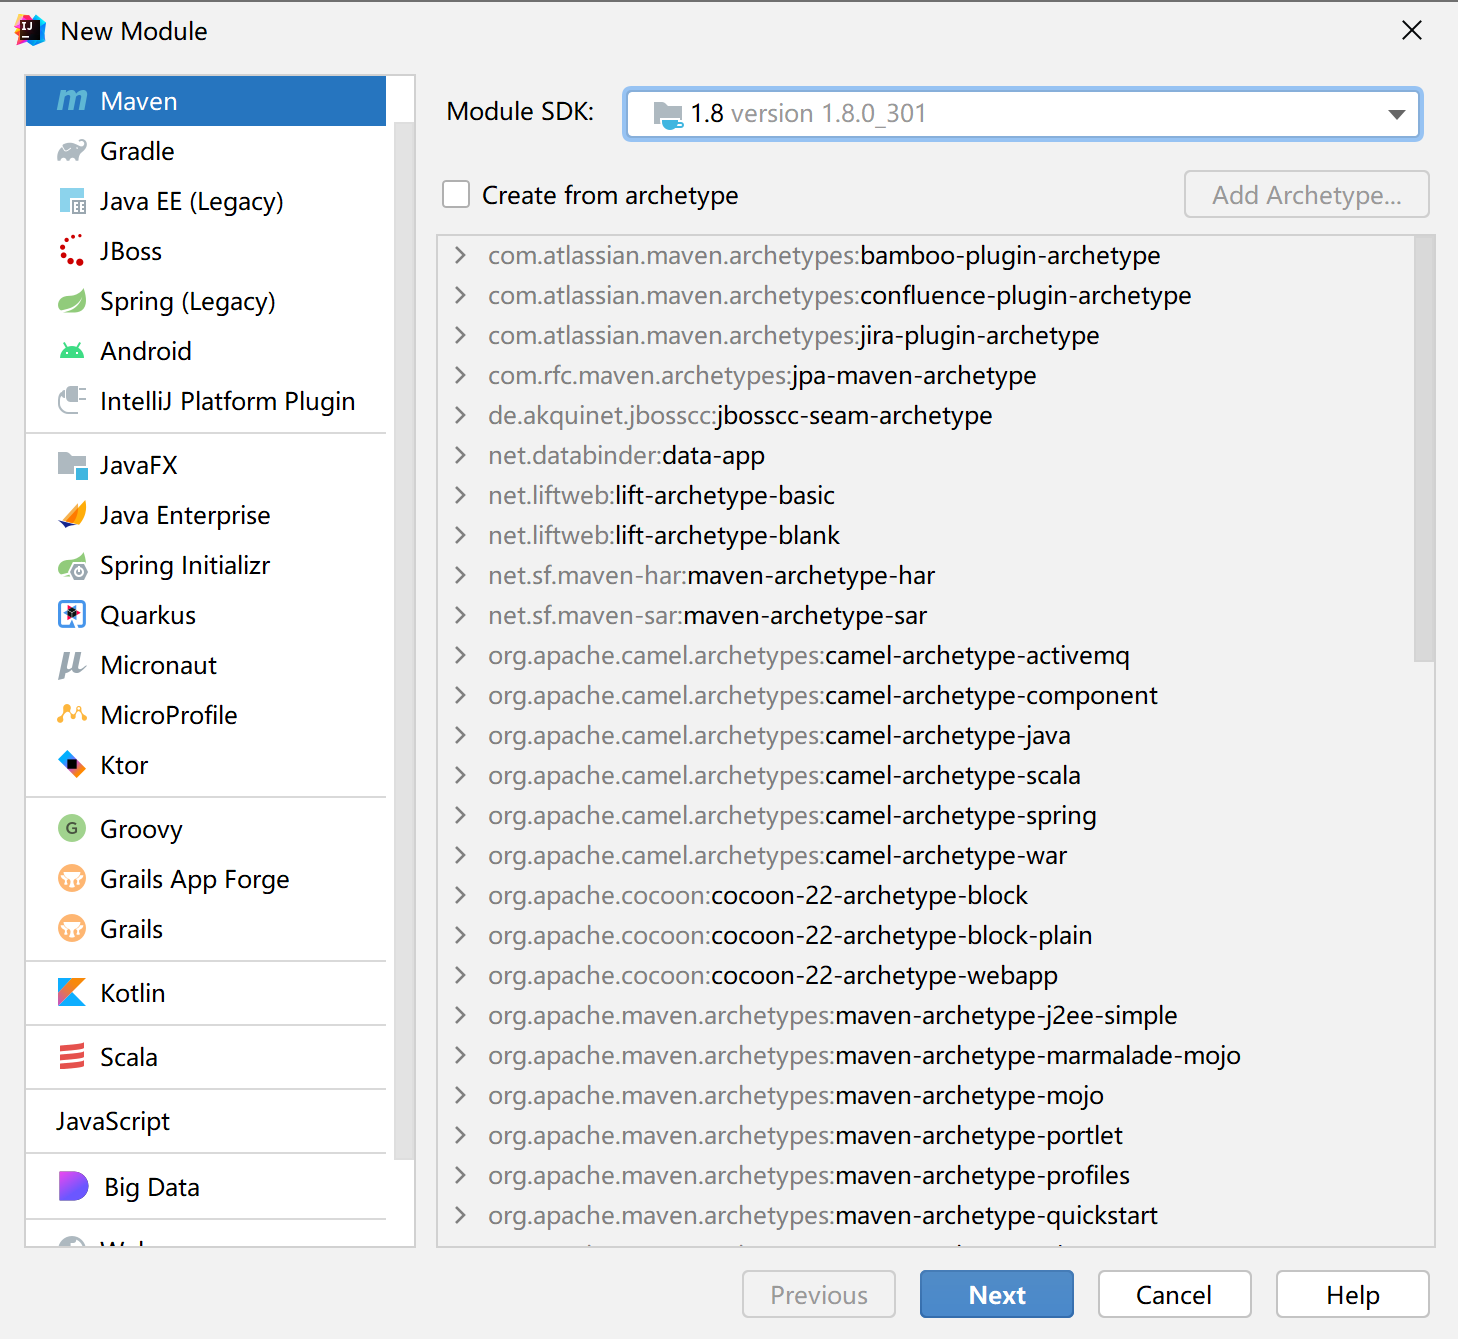 New Module
Maven
Gradle
Java EE (Legacy)
JBoss
Spring (Legacy)
Android
IntelliJ Platform Plugin
JavaFX
Java Enterprise
Spring Initializr
Quarkus
Micronaut
MicroProfile
Ktor
Groovy
Grails App Forge
Grails
Kotlin
Scala
JavaScript
Big Data
Module SDK: 1.8 version 1.8.0_301
Create from archetype
Add Archetype...
com.atlassian.maven.archetypes:bamboo-plugin-archetype
com.atlassian.maven.archetypes:confluence-plugin-archetype
com.atlassian.maven.archetypes:jira-plugin-archetype
com.rfc.maven.archetypes:jpa-maven-archetype
de.akquinet.jbosscc:jbosscc-seam-archetype
net.databinder:data-app
net.liftweb:lift-archetype-basic
net.liftweb:lift-archetype-blank
net.sf.maven-har:maven-archetype-har
net.sf.maven-sar:maven-archetype-sar
org.apache.camel.archetypes:camel-archetype-activemq
org.apache.camel.archetypes:camel-archetype-component
org.apache.camel.archetypes:camel-archetype-java
org.apache.camel.archetypes:camel-archetype-scala
org.apache.camel.archetypes:camel-archetype-spring
org.apache.camel.archetypes:camel-archetype-war
org.apache.cocoon:cocoon-22-archetype-block
org.apache.cocoon:cocoon-22-archetype-block-plain
org.apache.cocoon:cocoon-22-archetype-webapp
org.apache.maven.archetypes:maven-archetype-j2ee-simple
org.apache.maven.archetypes:maven-archetype-marmalade-mojo
org.apache.maven.archetypes:maven-archetype-mojo
org.apache.maven.archetypes:maven-archetype-portlet
org.apache.maven.archetypes:maven-archetype-profiles
org.apache.maven.archetypes:maven-archetype-quickstart
Previous
Next
Cancel
Help